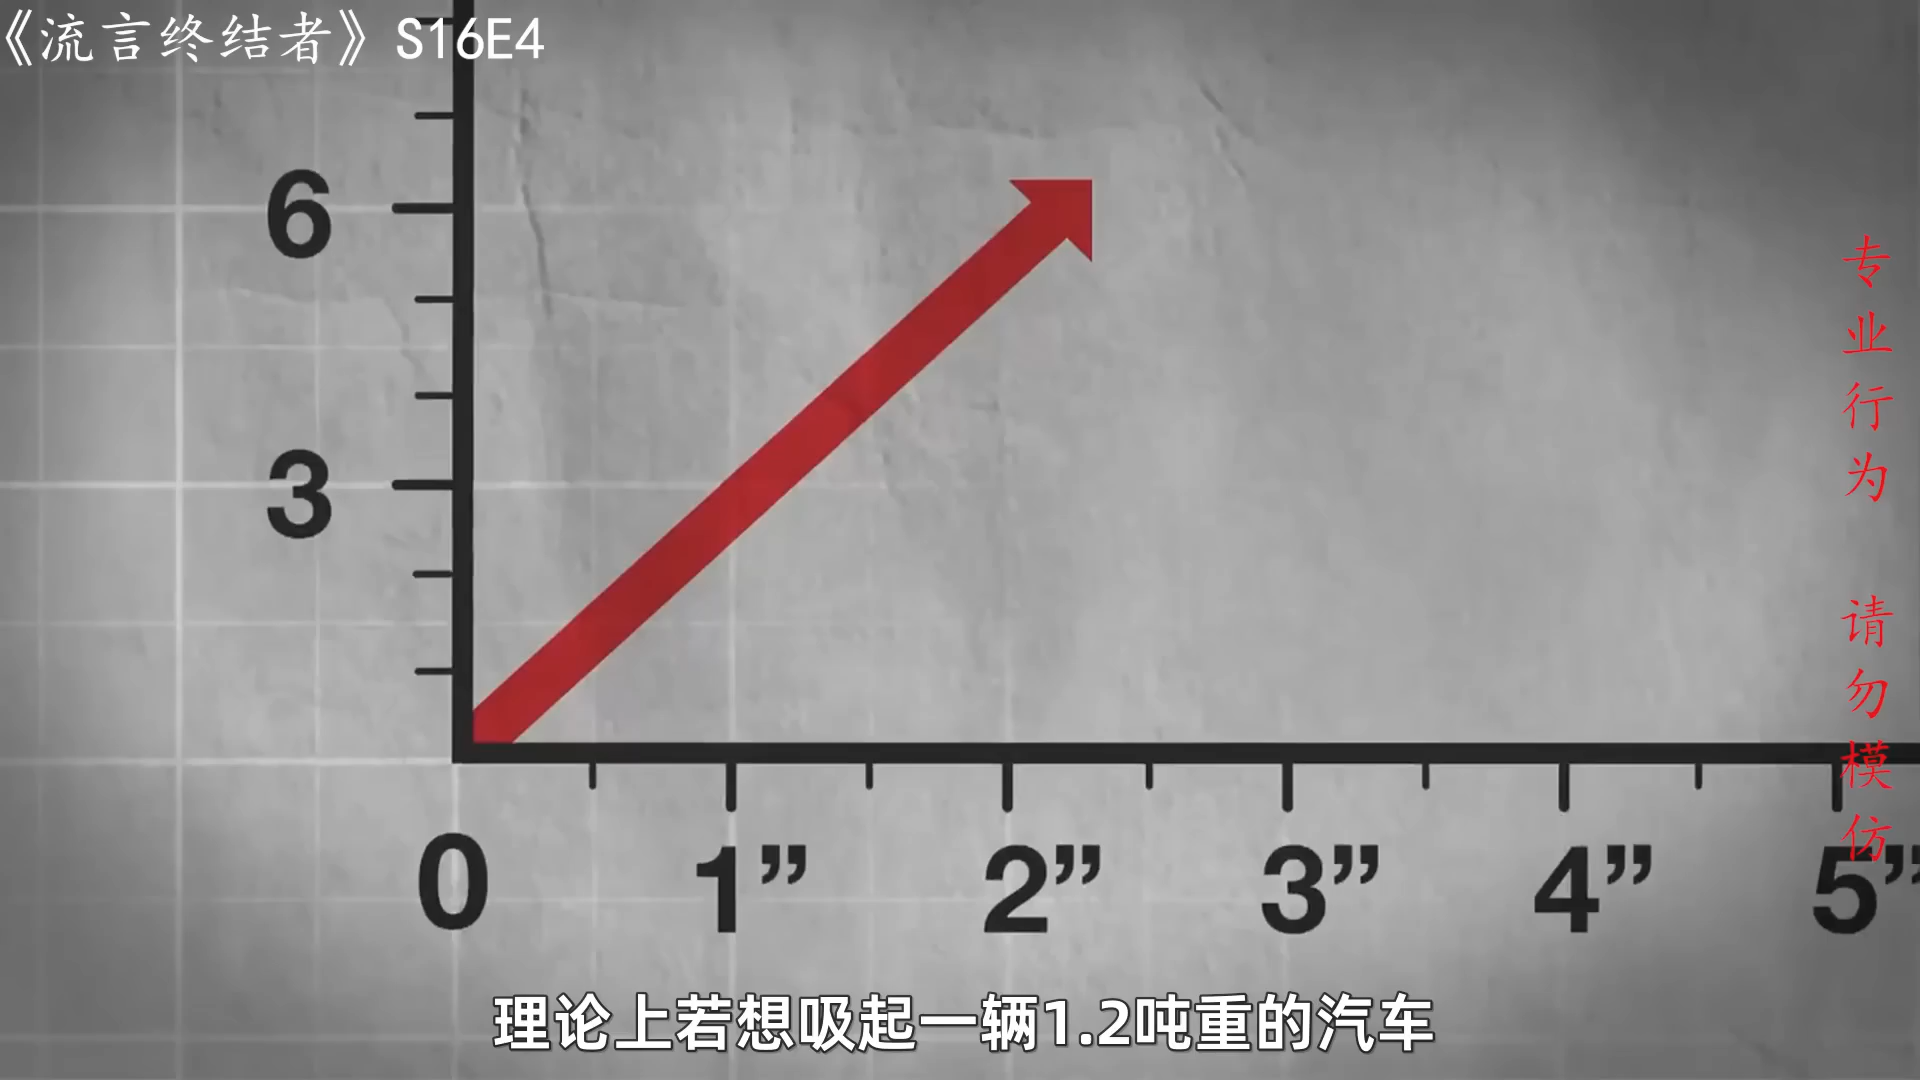 《流言终结者》S16E4
6
3
0 1” 2” 3” 4” 5”
专业行为 请勿模仿
理论上若想吸起一辆1.2吨重的汽车